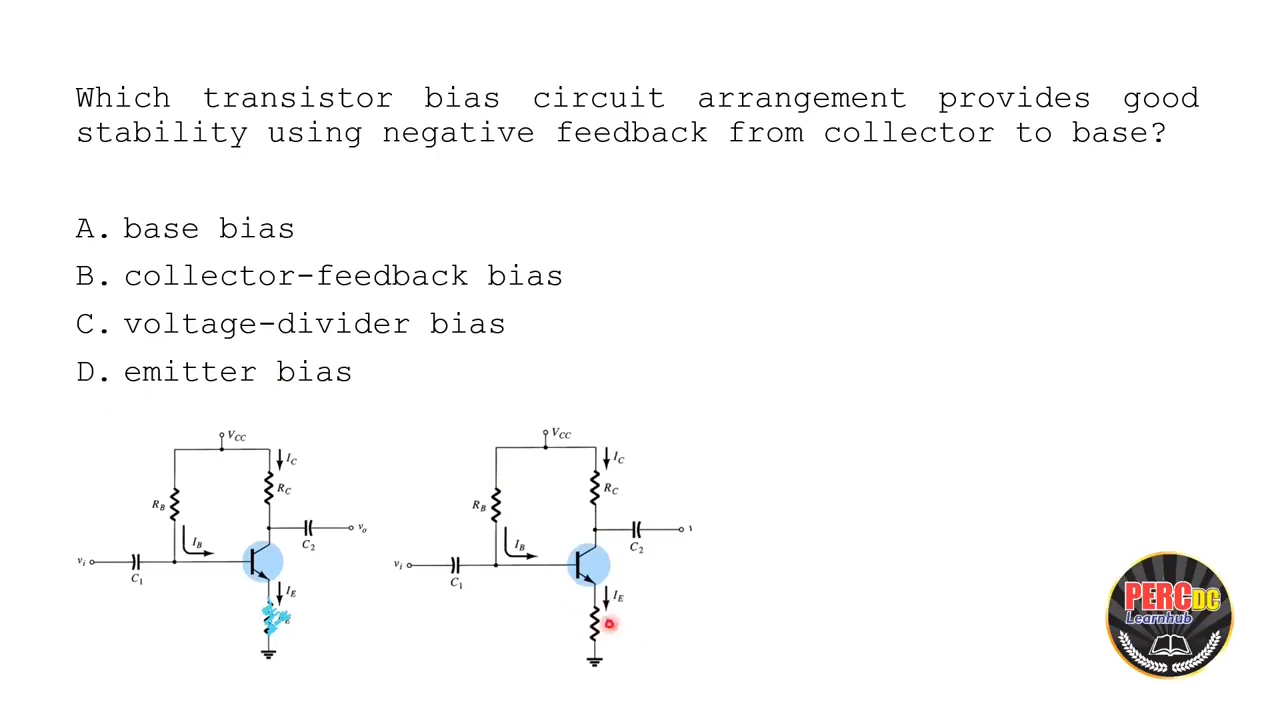 Which transistor bias circuit arrangement provides good
stability using negative feedback from collector to base?
A. base bias
B. collector-feedback bias
C. voltage-divider bias
D. emitter bias
VCC
IC
RC
RB
IB
vi
C1
C2
vo
IE
VCC
IC
RC
RB
IB
vi
C1
C2
IE
PERC DC
Learnhub